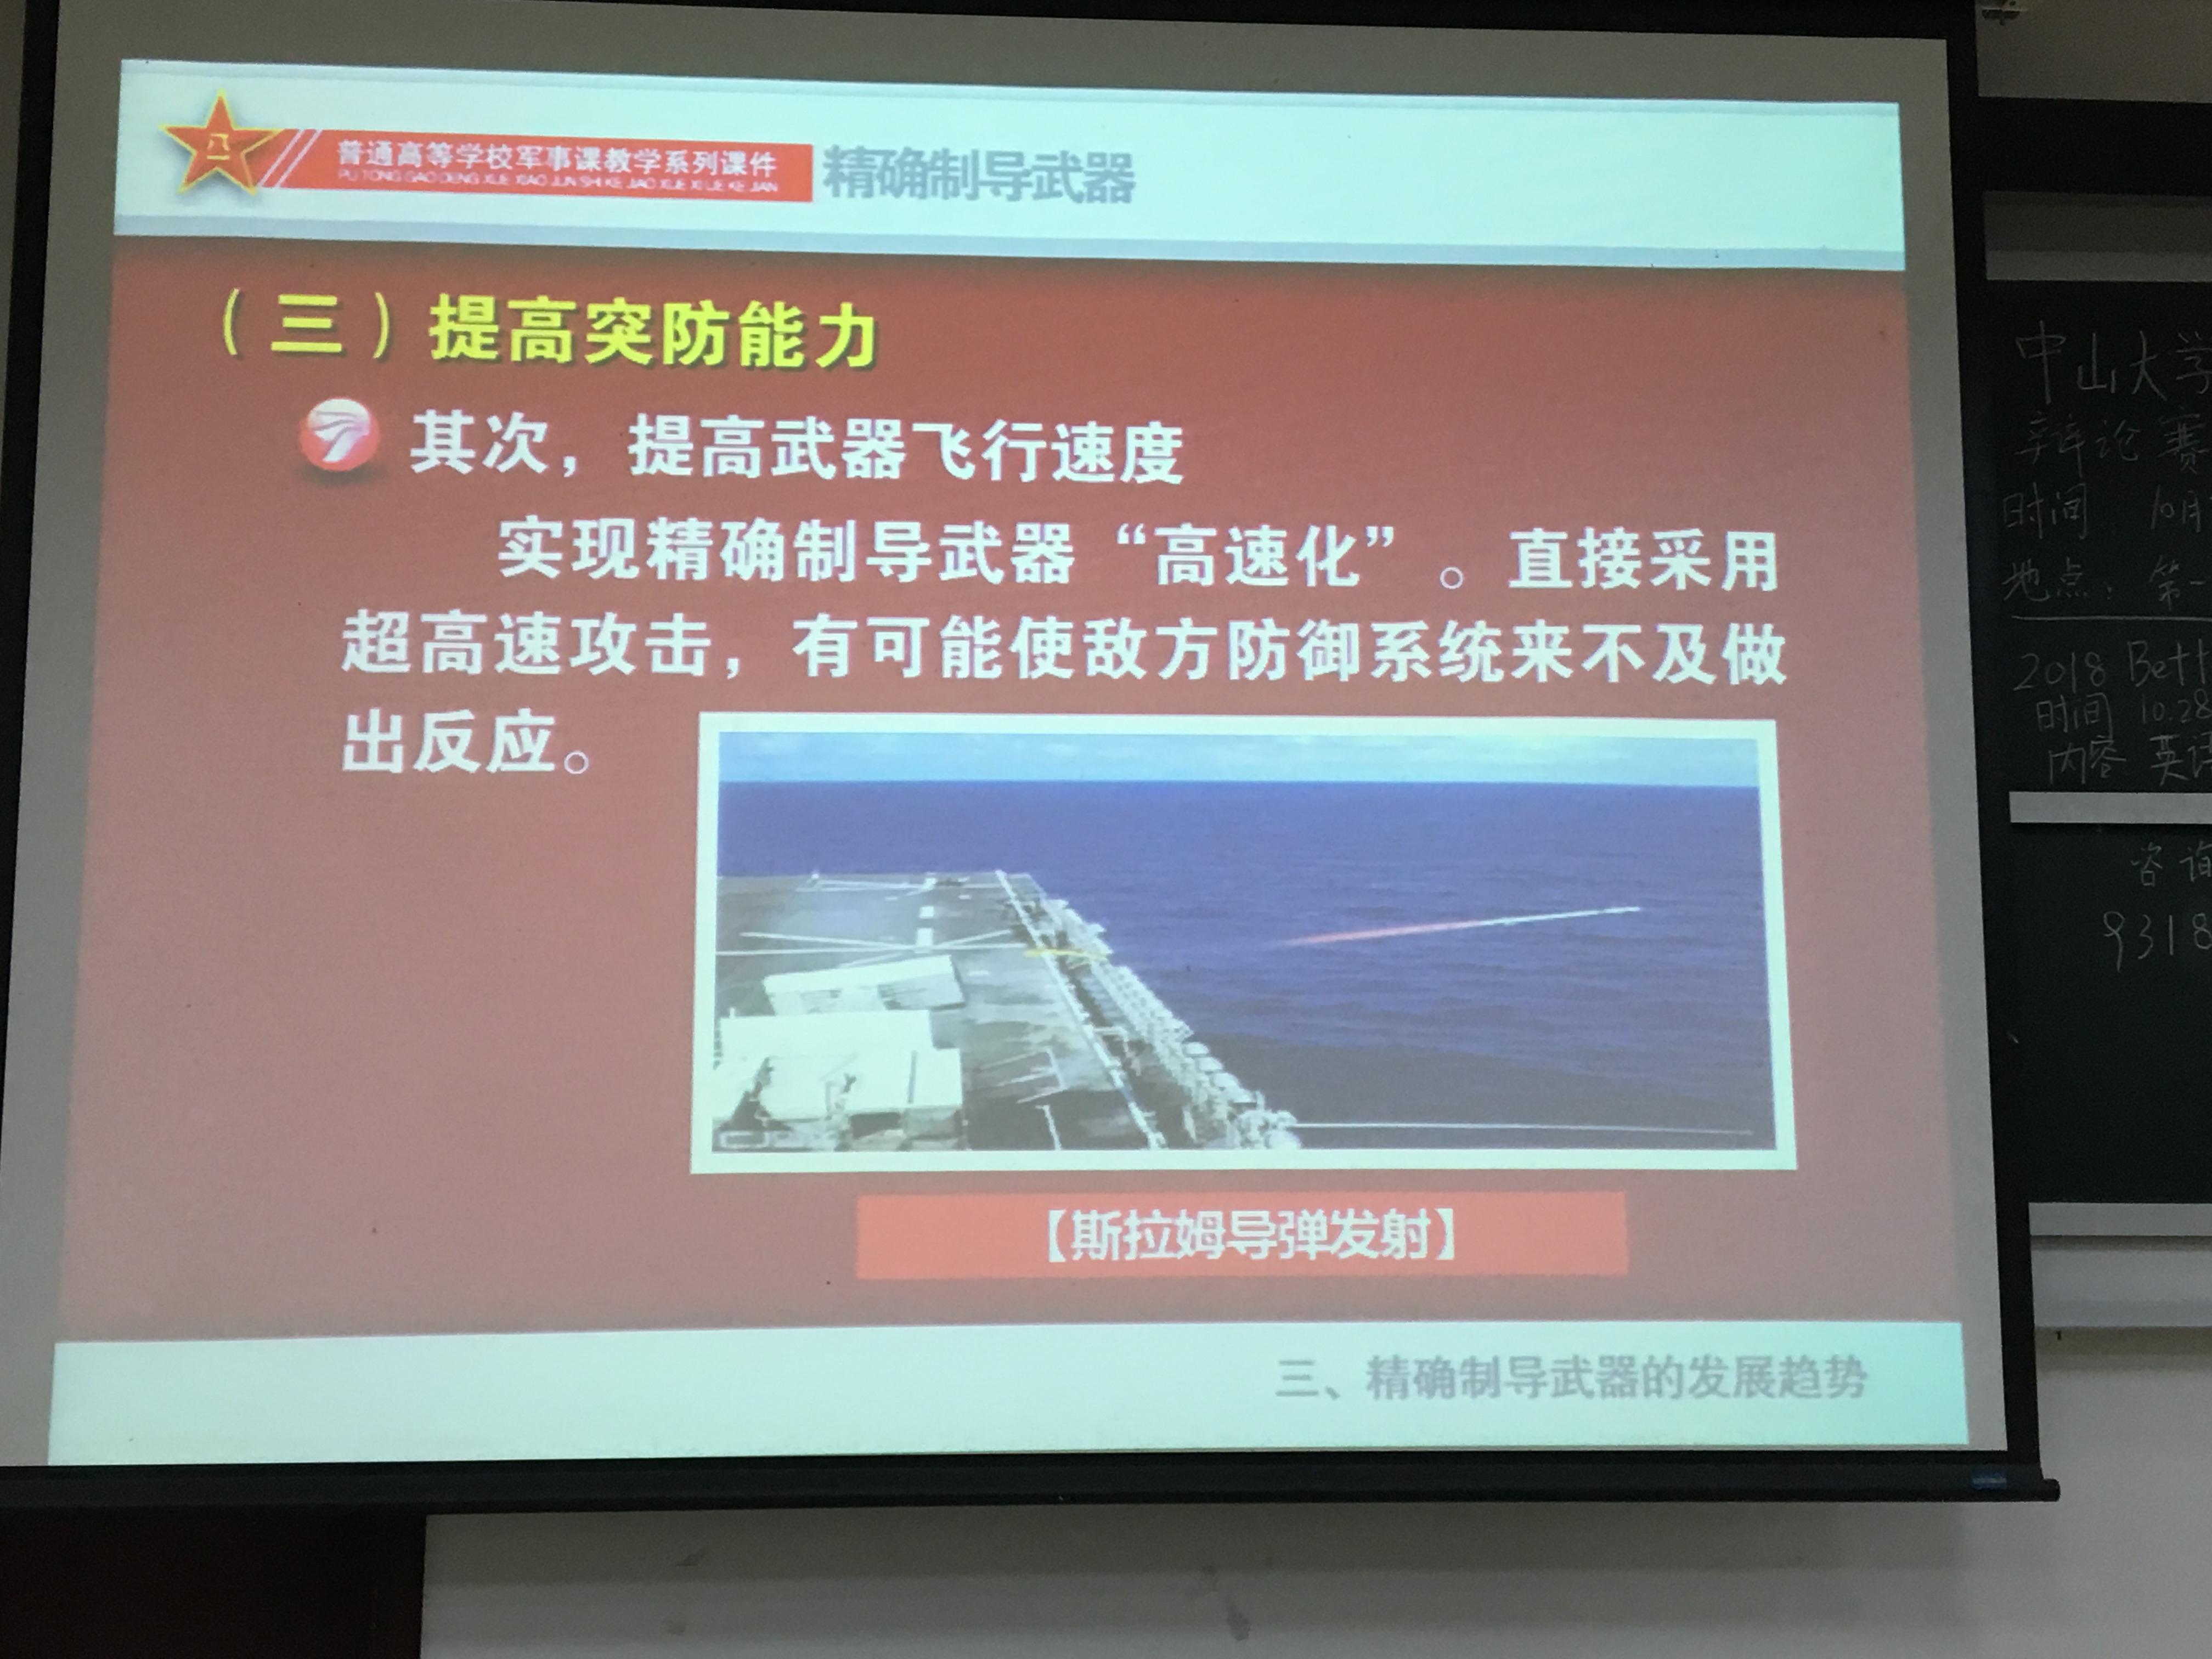 八一
普通高等学校军事课教学系列课件
PU TONG GAO DENG XUE XIAO JUN SHI KE JIAO XUE XI LIE KE JIAN
精确制导武器
（三）提高突防能力
其次，提高武器飞行速度
实现精确制导武器“高速化”。直接采用
超高速攻击，有可能使敌方防御系统来不及做
出反应。
【斯拉姆导弹发射】
三、精确制导武器的发展趋势
中山大学
辩论赛
时间：10月
地点：第一
2018 Bett
时间 10.28
内容 英语
咨询
9318